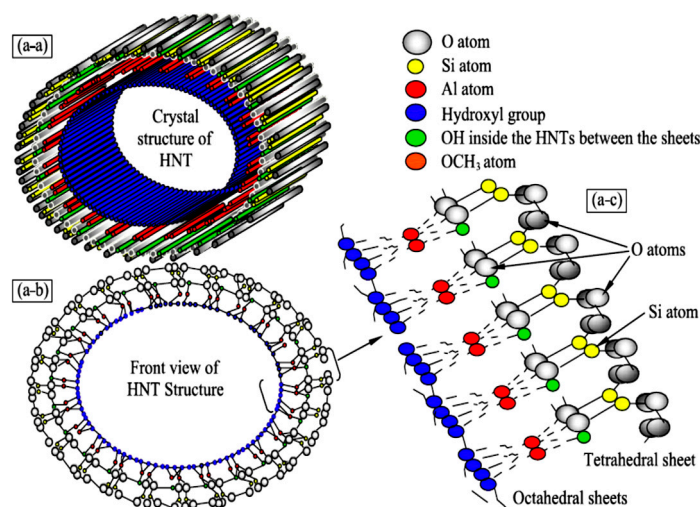 (a-a)
Crystal
structure of
HNT
O atom
Si atom
Al atom
Hydroxyl group
OH inside the HNTs between the sheets
OCH₃ atom
(a-b)
Front view of
HNT Structure
(a-c)
O atoms
Si atom
Tetrahedral sheet
Octahedral sheets